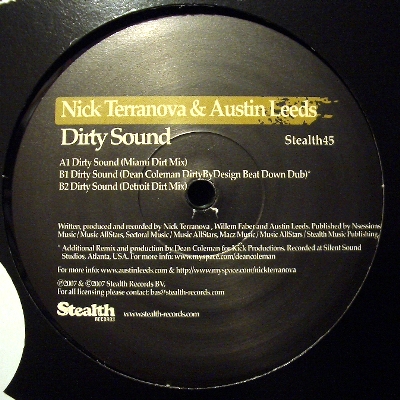 Nick Terranova & Austin Leeds
Dirty Sound
Stealth45
A1 Dirty Sound (Miami Dirt Mix)
B1 Dirty Sound (Dean Coleman DirtyByDesign Beat Down Dub)*
B2 Dirty Sound (Detroit Dirt Mix)
Written, produced and recorded by Nick Terranova , Willem Faber and Austin Leeds. Published by Nsessions
Music / Music AllStars, Sectoral Music / Music AllStars, Macz Music / Music AllStars / Stealth Music Publishing.
* Additional Remix and production by Dean Coleman for Kick Productions. Recorded at Silent Sound
Studios, Atlanta, USA. For more info: www.myspace.com/deancoleman
For more info: www.austinleeds.com & http://www.myspace.com/nickterranova
℗2007 & ©2007 Stealth Records BV.
For all licensing please contact: bas@stealth-records.com
Stealth
RECORDS
www.stealth-records.com